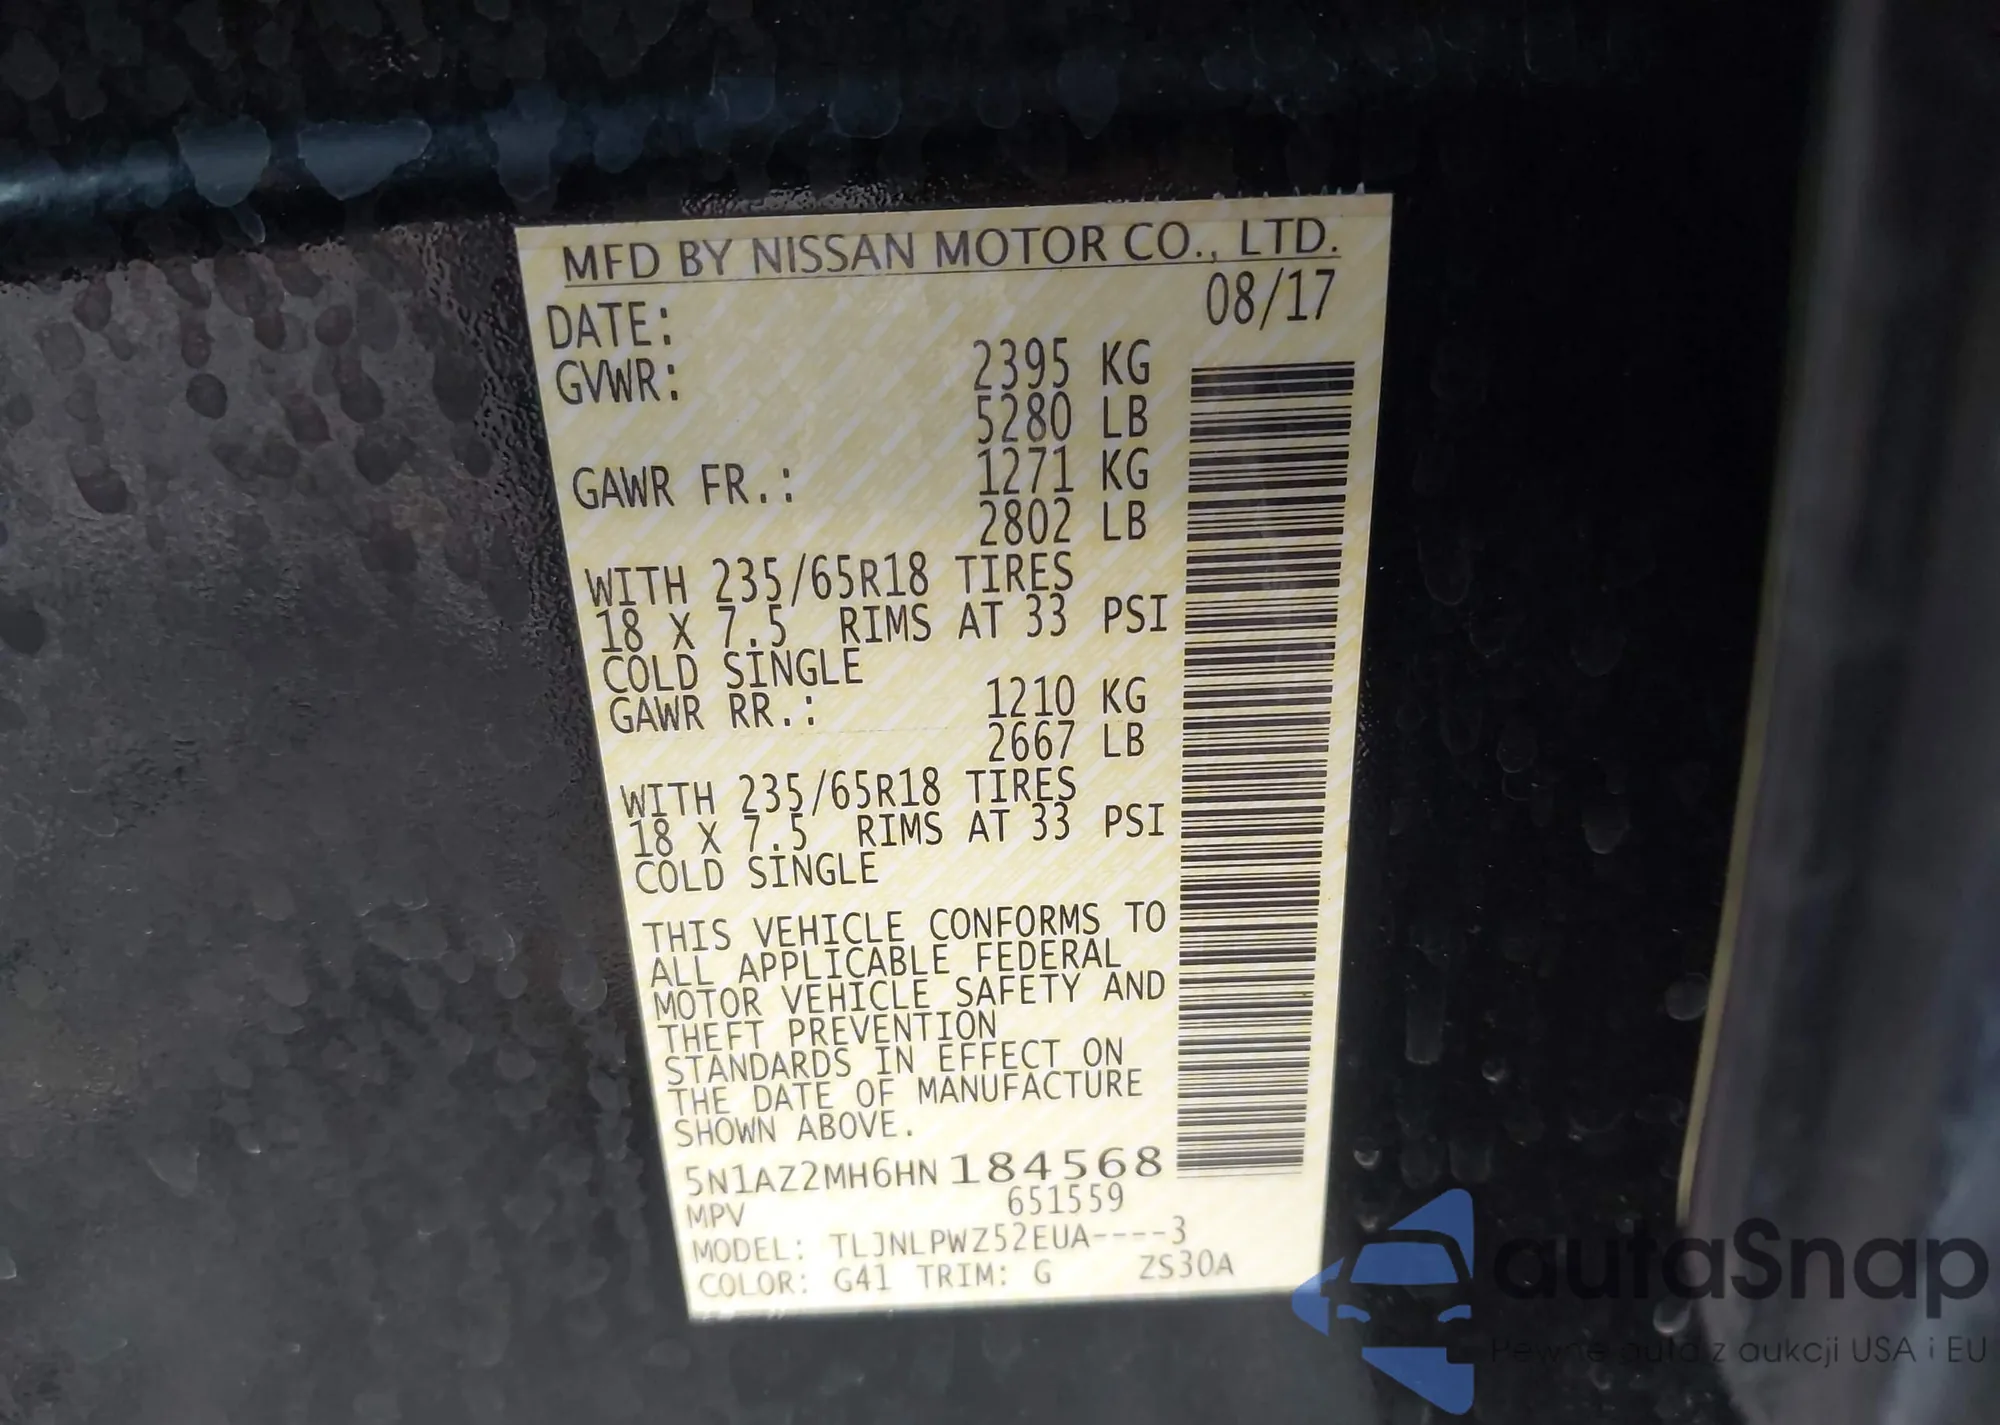 MFD BY NISSAN MOTOR CO., LTD.
DATE: 08/17
GVWR: 2395 KG
5280 LB
GAWR FR.: 1271 KG
2802 LB
WITH 235/65R18 TIRES
18 X 7.5 RIMS AT 33 PSI
COLD SINGLE
GAWR RR.: 1210 KG
2667 LB
WITH 235/65R18 TIRES
18 X 7.5 RIMS AT 33 PSI
COLD SINGLE
THIS VEHICLE CONFORMS TO
ALL APPLICABLE FEDERAL
MOTOR VEHICLE SAFETY AND
THEFT PREVENTION
STANDARDS IN EFFECT ON
THE DATE OF MANUFACTURE
SHOWN ABOVE.
5N1AZ2MH6HN184568
MPV 651559
MODEL: TLJNLPWZ52EUA----3
COLOR: G41 TRIM: G ZS30A
autaSnap
Pewne auta z aukcji USA i EU